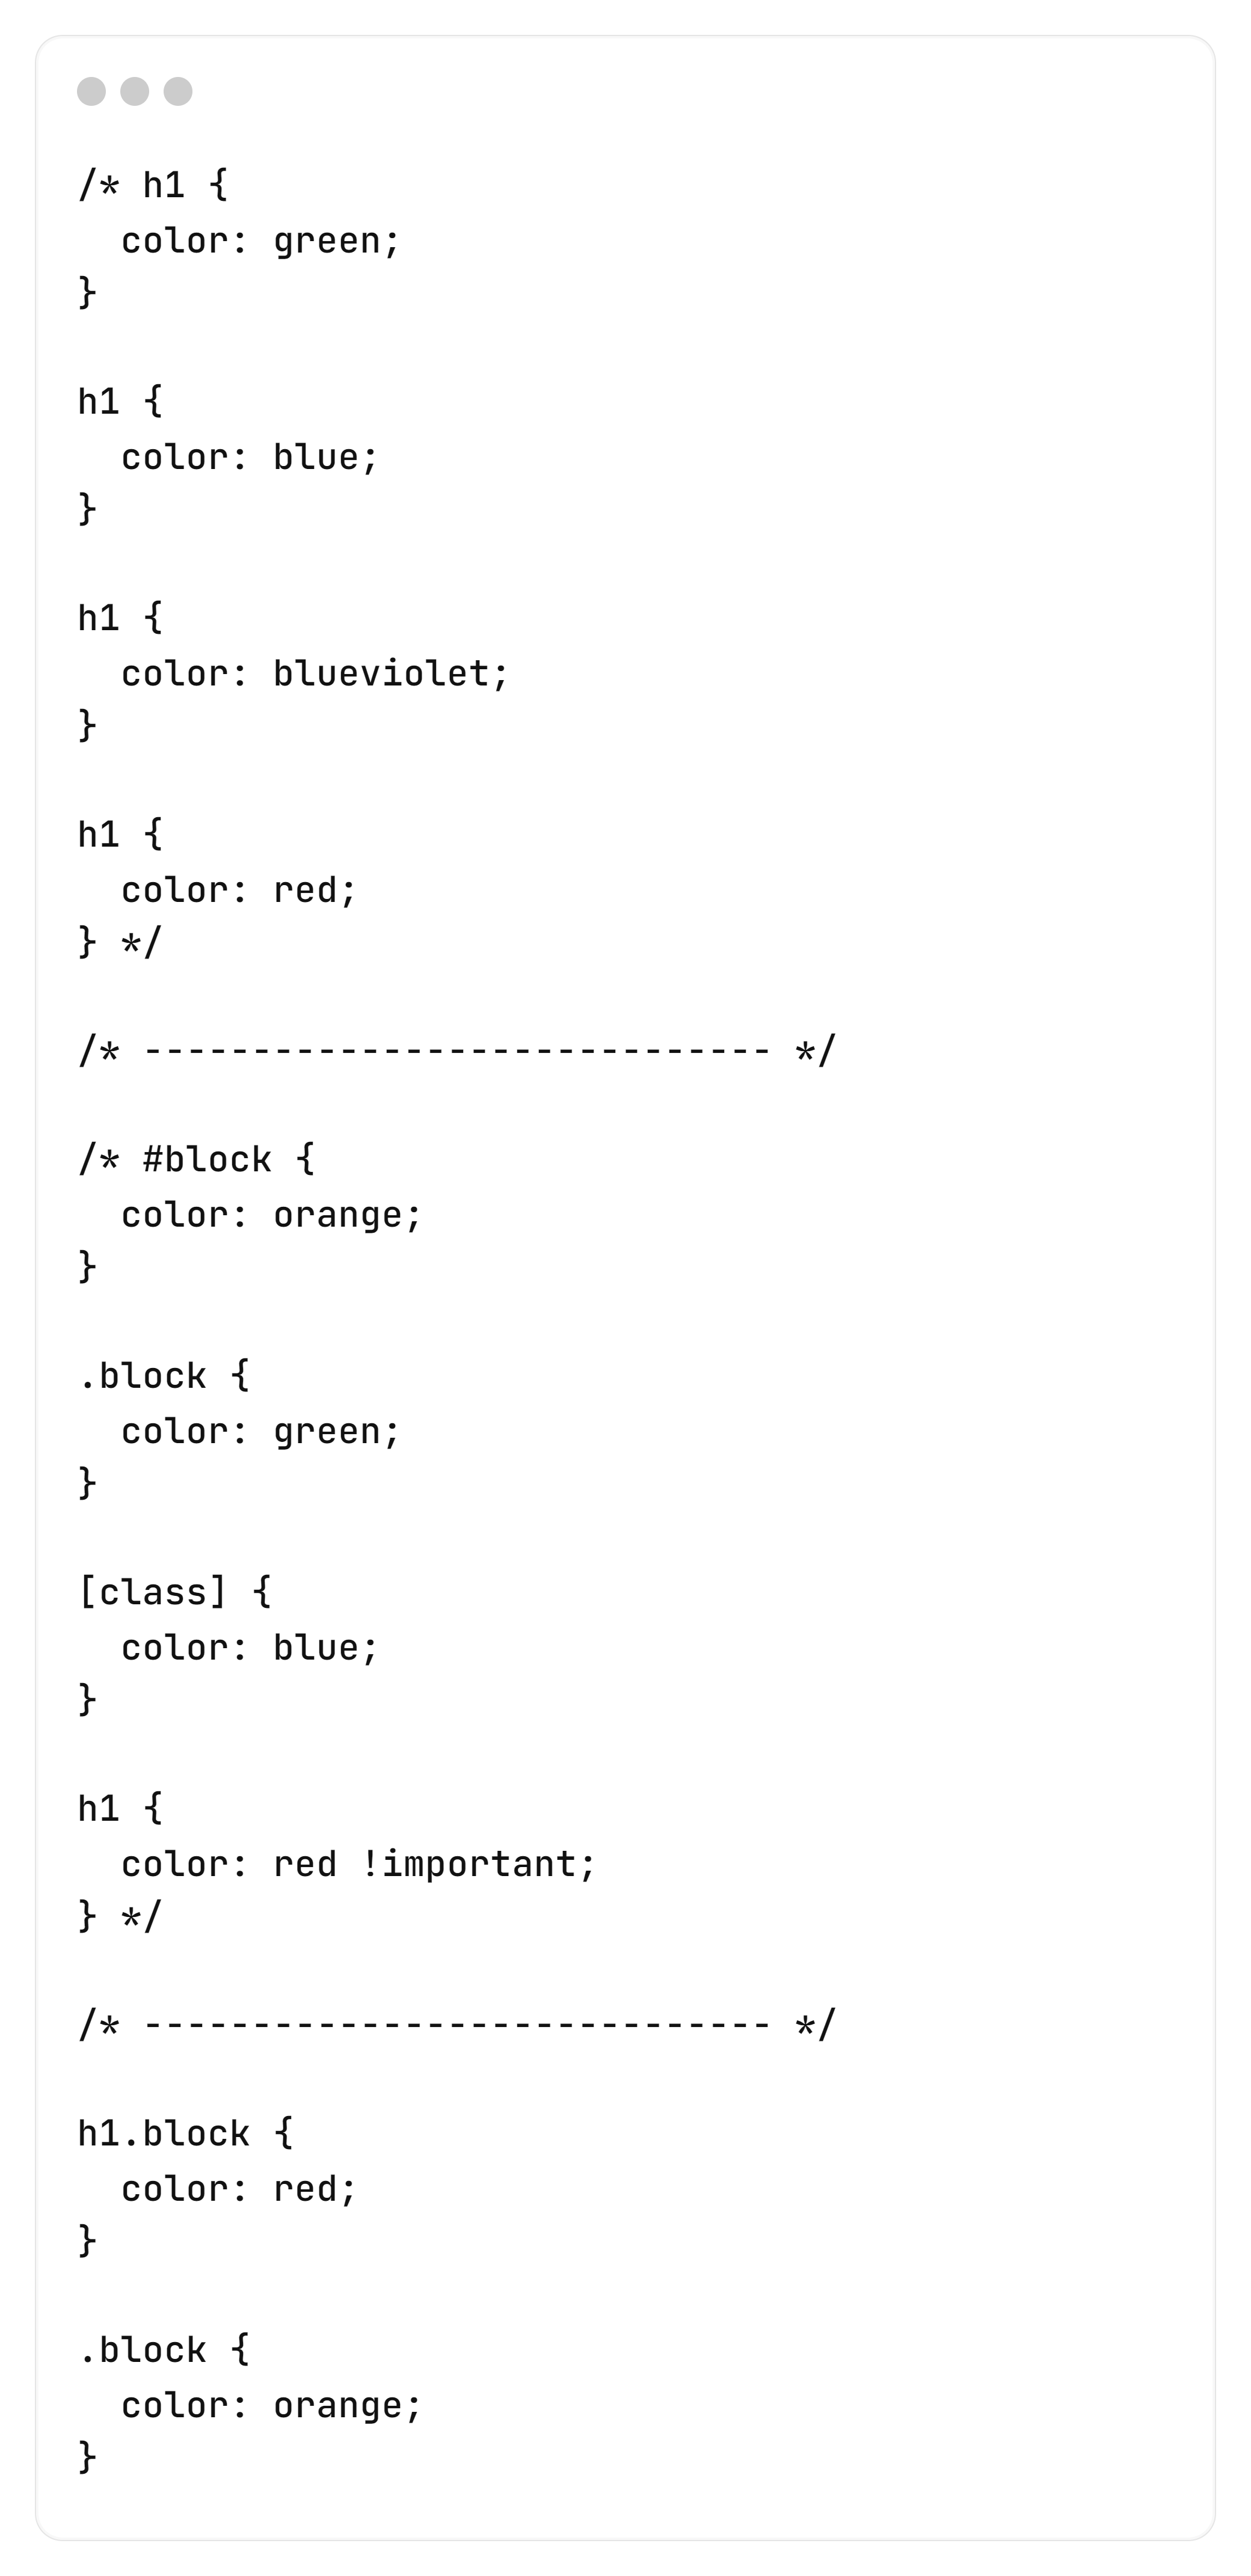 /* h1 {
  color: green;
}

h1 {
  color: blue;
}

h1 {
  color: blueviolet;
}

h1 {
  color: red;
} */

/* ----------------------------- */

/* #block {
  color: orange;
}

.block {
  color: green;
}

[class] {
  color: blue;
}

h1 {
  color: red !important;
} */

/* ----------------------------- */

h1.block {
  color: red;
}

.block {
  color: orange;
}